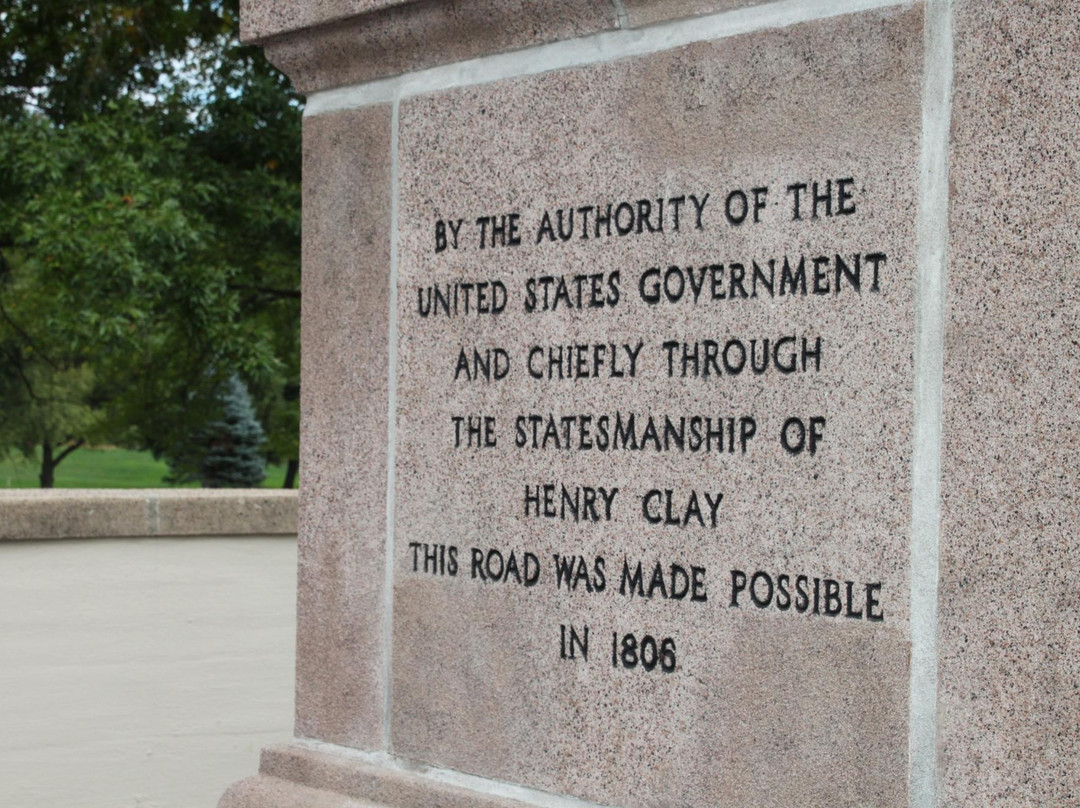 BY THE AUTHORITY OF THE
UNITED STATES GOVERNMENT
AND CHIEFLY THROUGH
THE STATESMANSHIP OF
HENRY CLAY
THIS ROAD WAS MADE POSSIBLE
IN 1806